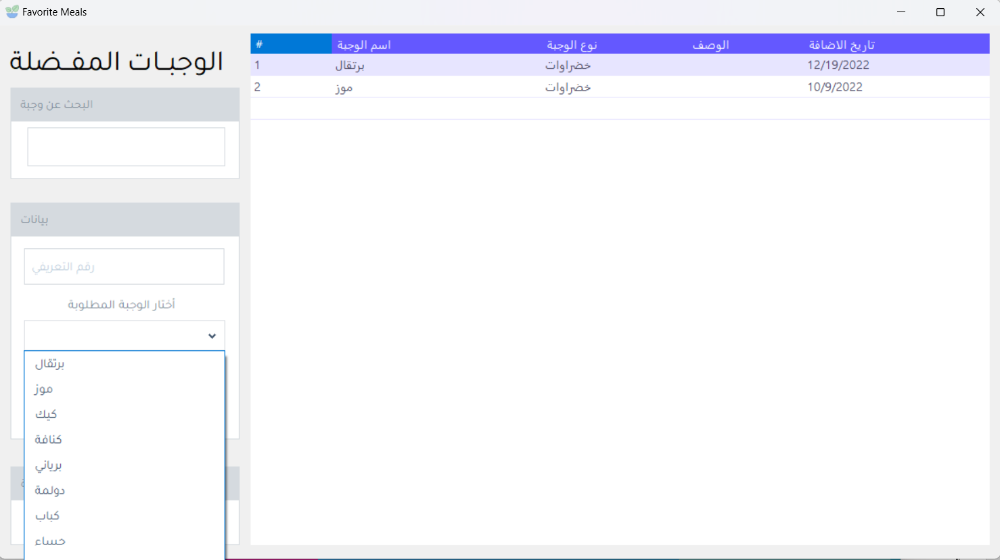 Favorite Meals
الوجبات المفضلة
البحث عن وجبة
بيانات
رقم التعريفي
أختار الوجبة المطلوبة
برتقال
موز
كيك
كنافة
برياني
دولمة
كباب
حساء
# اسم الوجبة نوع الوجبة الوصف تاريخ الاضافة
1 برتقال خضراوات 12/19/2022
2 موز خضراوات 10/9/2022